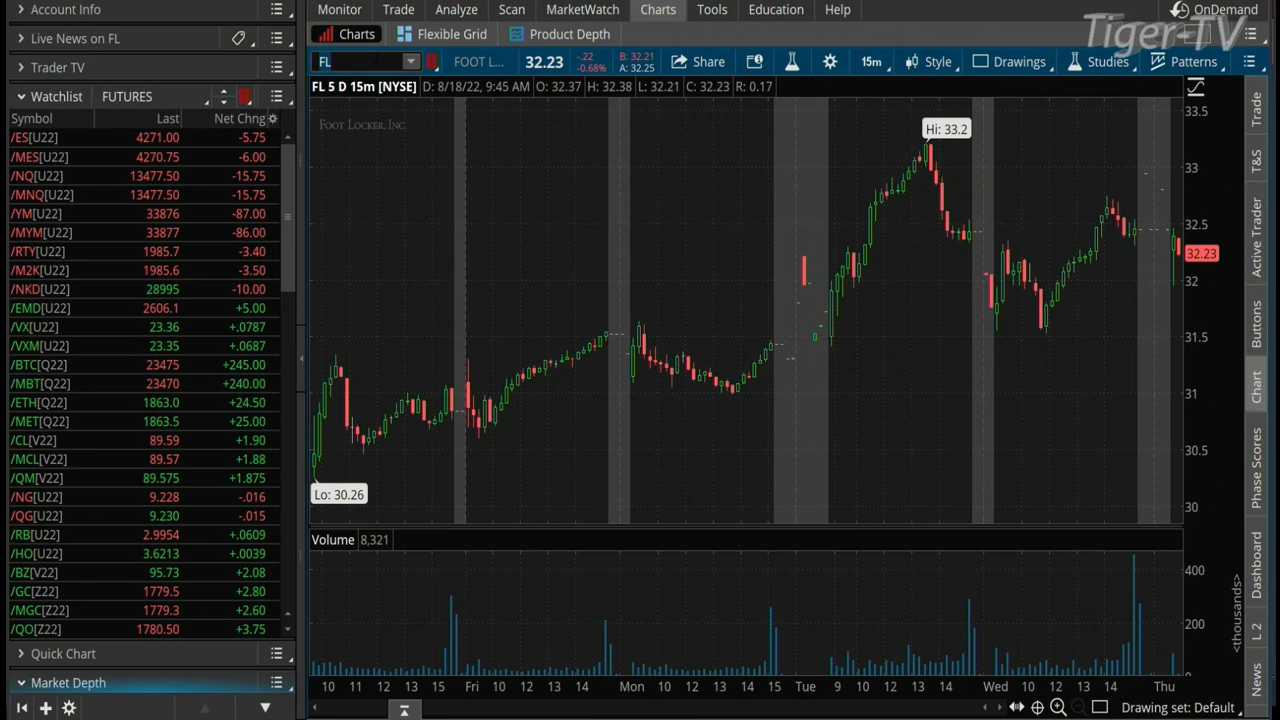 Account Info
Live News on FL
Trader TV
Watchlist FUTURES
Symbol Last Net Chng
/ES[U22] 4271.00 -5.75
/MES[U22] 4270.75 -6.00
/NQ[U22] 13477.50 -15.75
/MNQ[U22] 13477.50 -15.75
/YM[U22] 33876 -87.00
/MYM[U22] 33877 -86.00
/RTY[U22] 1985.7 -3.40
/M2K[U22] 1985.6 -3.50
/NKD[U22] 28995 -10.00
/EMD[U22] 2606.1 +5.00
/VX[U22] 23.36 +.0787
/VXM[U22] 23.35 +.0687
/BTC[Q22] 23475 +245.00
/MBT[Q22] 23470 +240.00
/ETH[Q22] 1863.0 +24.50
/MET[Q22] 1863.5 +25.00
/CL[V22] 89.59 +1.90
/MCL[V22] 89.57 +1.88
/QM[V22] 89.575 +1.875
/NG[U22] 9.228 -.016
/QG[U22] 9.230 -.015
/RB[U22] 2.9954 +.0609
/HO[U22] 3.6213 +.0039
/BZ[V22] 95.73 +2.08
/GC[Z22] 1779.5 +2.80
/MGC[Z22] 1779.3 +2.60
/QO[Z22] 1780.50 +3.75
Quick Chart
Market Depth
Monitor Trade Analyze Scan MarketWatch Charts Tools Education Help
OnDemand
Tiger-TV
Charts Flexible Grid Product Depth
FL FOOT L... 32.23 -.22 B: 32.21
-0.68% A: 32.25
Share 15m Style Drawings Studies Patterns
FL 5 D 15m [NYSE] D: 8/18/22, 9:45 AM O: 32.37 H: 32.38 L: 32.21 C: 32.23 R: 0.17
Foot Locker, Inc.
Hi: 33.2
Lo: 30.26
33.5
33
32.5
32.23
32
31.5
31
30.5
30
Volume 8,321
400
200
0
<thousands>
10 11 12 13 15 Fri 10 12 14 Mon 10 12 13 14 15 Tue 9 10 12 13 14 Wed 10 12 13 14 Thu
Drawing set: Default
Trade
T&S
Active Trader
Buttons
Chart
Phase Scores
Dashboard
L 2
News